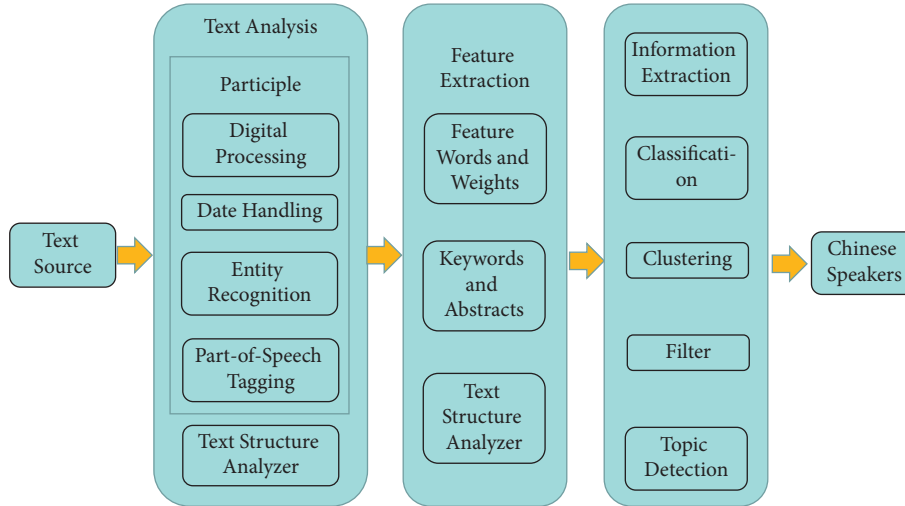 Text
Source
Text Analysis
Participle
Digital
Processing
Date Handling
Entity
Recognition
Part-of-Speech
Tagging
Text Structure
Analyzer
Feature
Extraction
Feature
Words and
Weights
Keywords
and
Abstracts
Text
Structure
Analyzer
Information
Extraction
Classificati-
on
Clustering
Filter
Topic
Detection
Chinese
Speakers